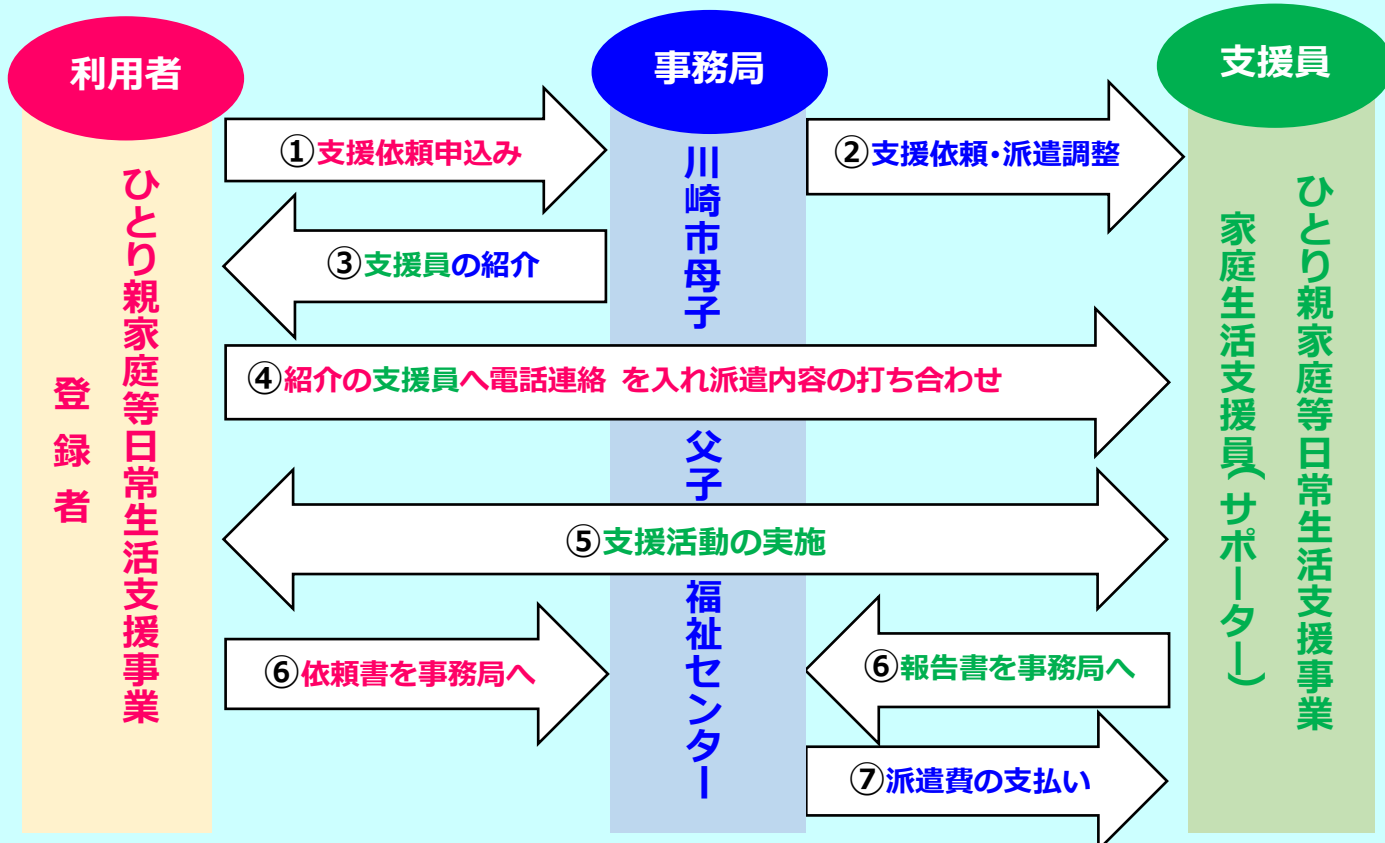 利用者
事務局
支援員
①支援依頼申込み
②支援依頼・派遣調整
③支援員の紹介
④紹介の支援員へ電話連絡 を入れ派遣内容の打ち合わせ
⑤支援活動の実施
⑥依頼書を事務局へ
⑥報告書を事務局へ
⑦派遣費の支払い
ひとり親家庭等日常生活支援事業
登録者
川崎市母子
父子
福祉センター
ひとり親家庭等日常生活支援事業
家庭生活支援員(サポーター)